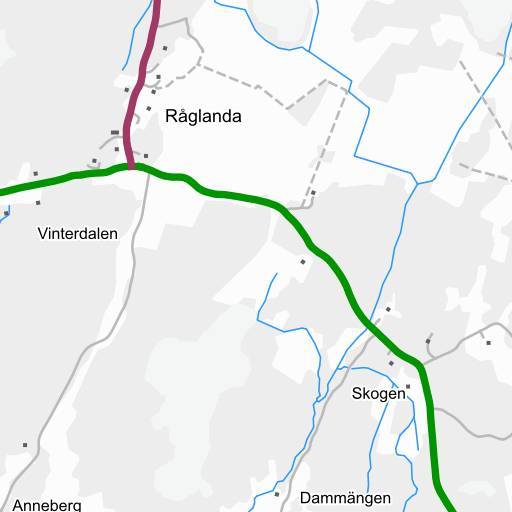 Råglanda
Vinterdalen
Skogen
Dammängen
Anneberg